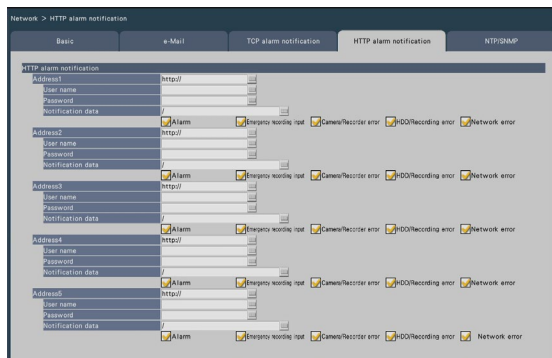 Network > HTTP alarm notification
Basic e-Mail TCP alarm notification HTTP alarm notification NTP/SNMP
HTTP alarm notification
Address1 http://
User name
Password
Notification data /
Alarm Emergency recording input Camera/Recorder error HDD/Recording error Network error
Address2 http://
User name
Password
Notification data /
Alarm Emergency recording input Camera/Recorder error HDD/Recording error Network error
Address3 http://
User name
Password
Notification data /
Alarm Emergency recording input Camera/Recorder error HDD/Recording error Network error
Address4 http://
User name
Password
Notification data /
Alarm Emergency recording input Camera/Recorder error HDD/Recording error Network error
Address5 http://
User name
Password
Notification data /
Alarm Emergency recording input Camera/Recorder error HDD/Recording error Network error